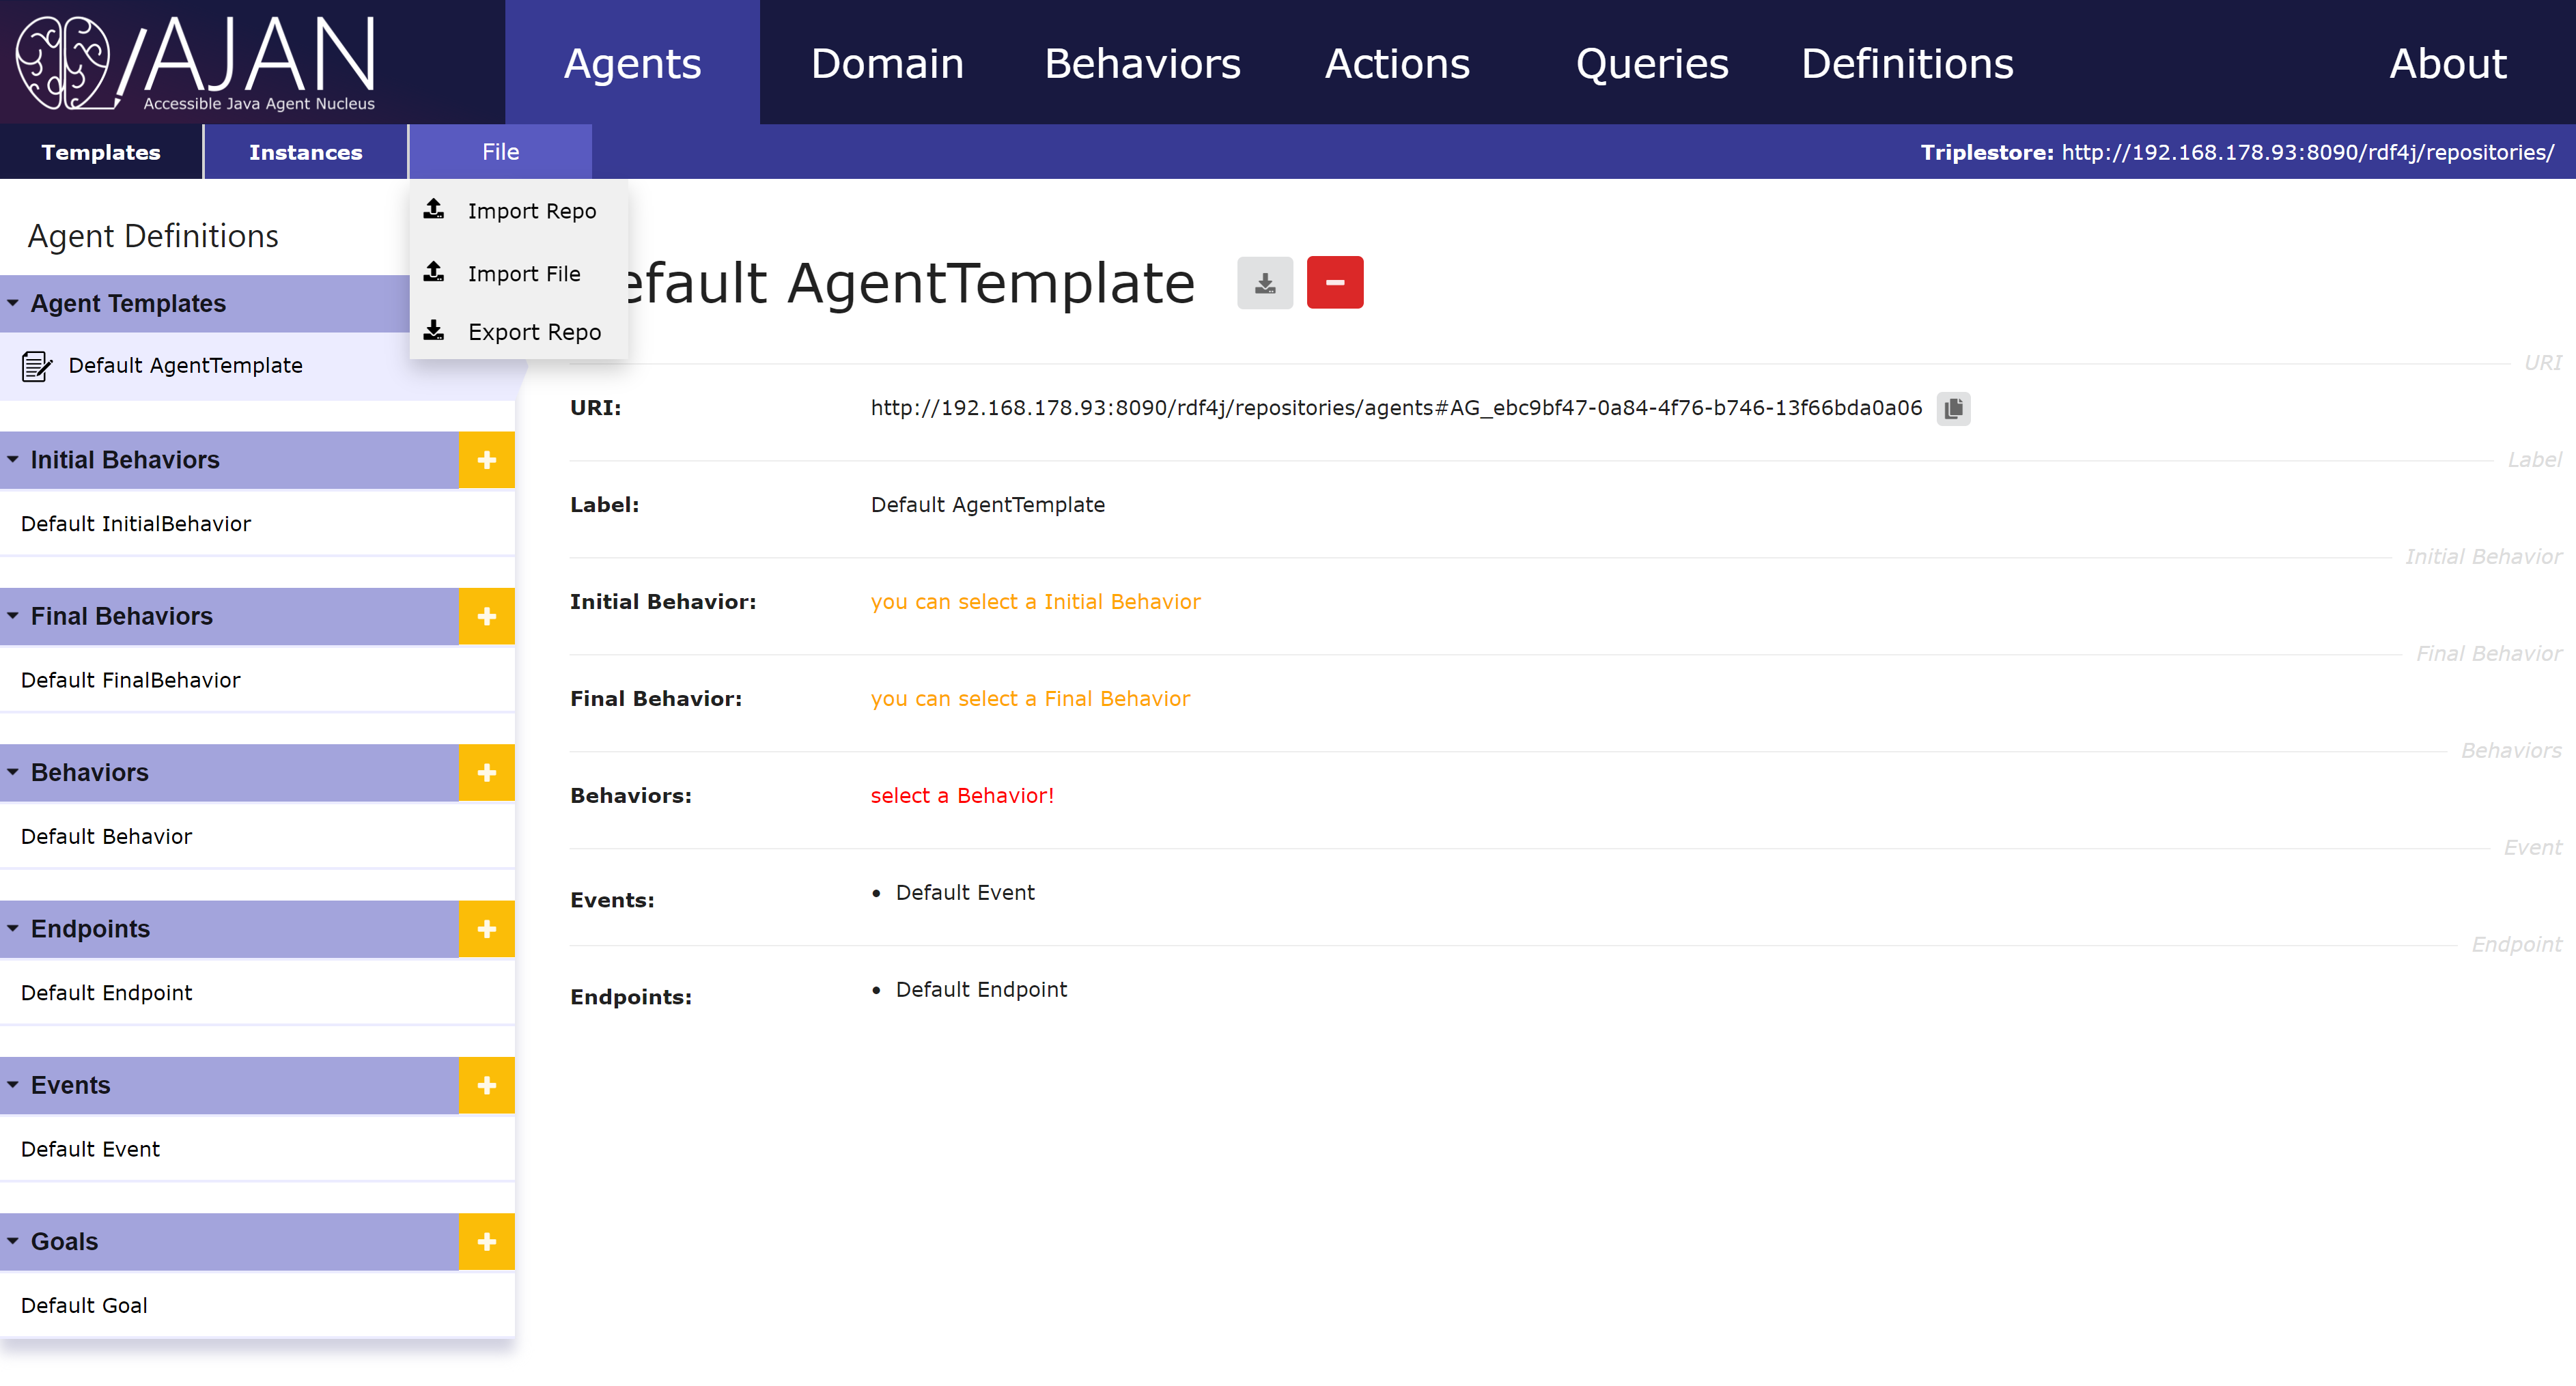 AJAN
Accessible Java Agent Nucleus
Agents
Domain
Behaviors
Actions
Queries
Definitions
About
Templates
Instances
File
Triplestore: http://192.168.178.93:8090/rdf4j/repositories/
Import Repo
Import File
Export Repo
Agent Definitions
Agent Templates
Default AgentTemplate
Initial Behaviors
Default InitialBehavior
Final Behaviors
Default FinalBehavior
Behaviors
Default Behavior
Endpoints
Default Endpoint
Events
Default Event
Goals
Default Goal
efault AgentTemplate
URI
URI: http://192.168.178.93:8090/rdf4j/repositories/agents#AG_ebc9bf47-0a84-4f76-b746-13f66bda0a06
Label
Label: Default AgentTemplate
Initial Behavior
Initial Behavior: you can select a Initial Behavior
Final Behavior
Final Behavior: you can select a Final Behavior
Behaviors
Behaviors: select a Behavior!
Event
Events: • Default Event
Endpoint
Endpoints: • Default Endpoint